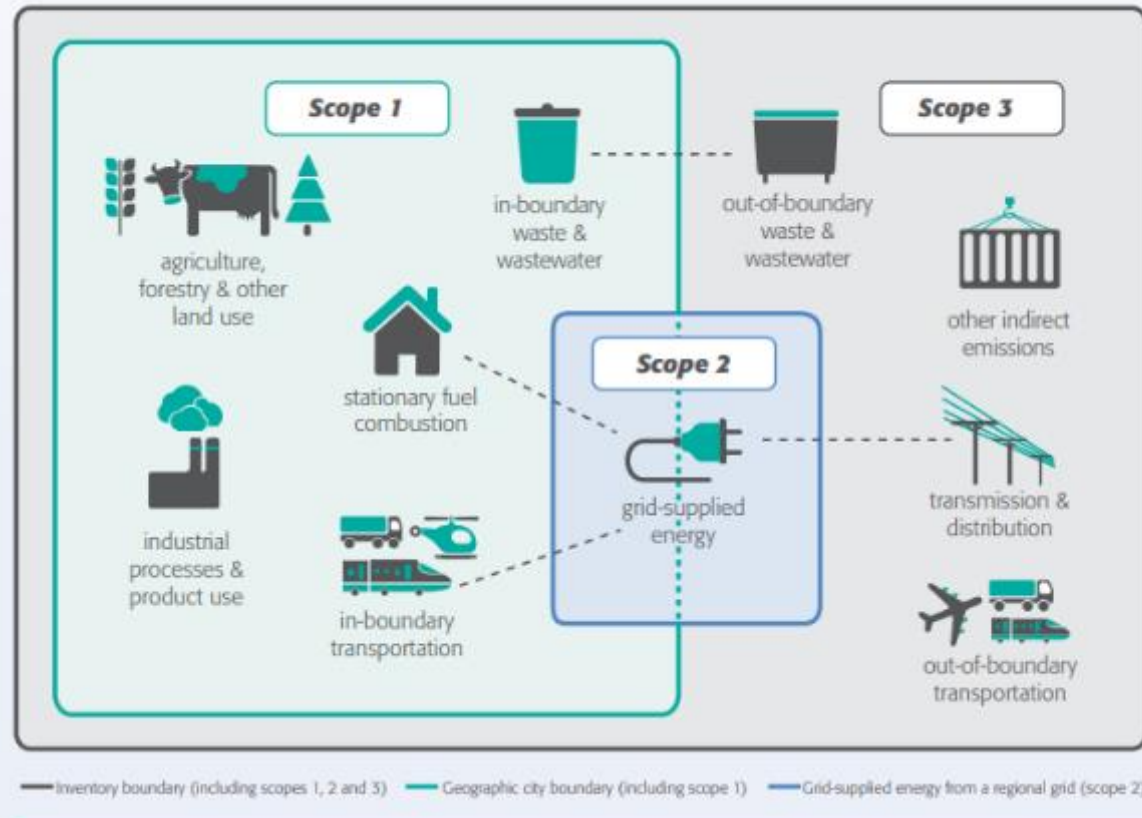 Scope 1
Scope 3
in-boundary
waste &
wastewater
out-of-boundary
waste &
wastewater
agriculture,
forestry & other
land use
other indirect
emissions
Scope 2
stationary fuel
combustion
grid-supplied
energy
transmission &
distribution
industrial
processes &
product use
in-boundary
transportation
out-of-boundary
transportation
Inventory boundary (including scopes 1, 2 and 3) Geographic city boundary (including scope 1) Grid-supplied energy from a regional grid (scope 2)